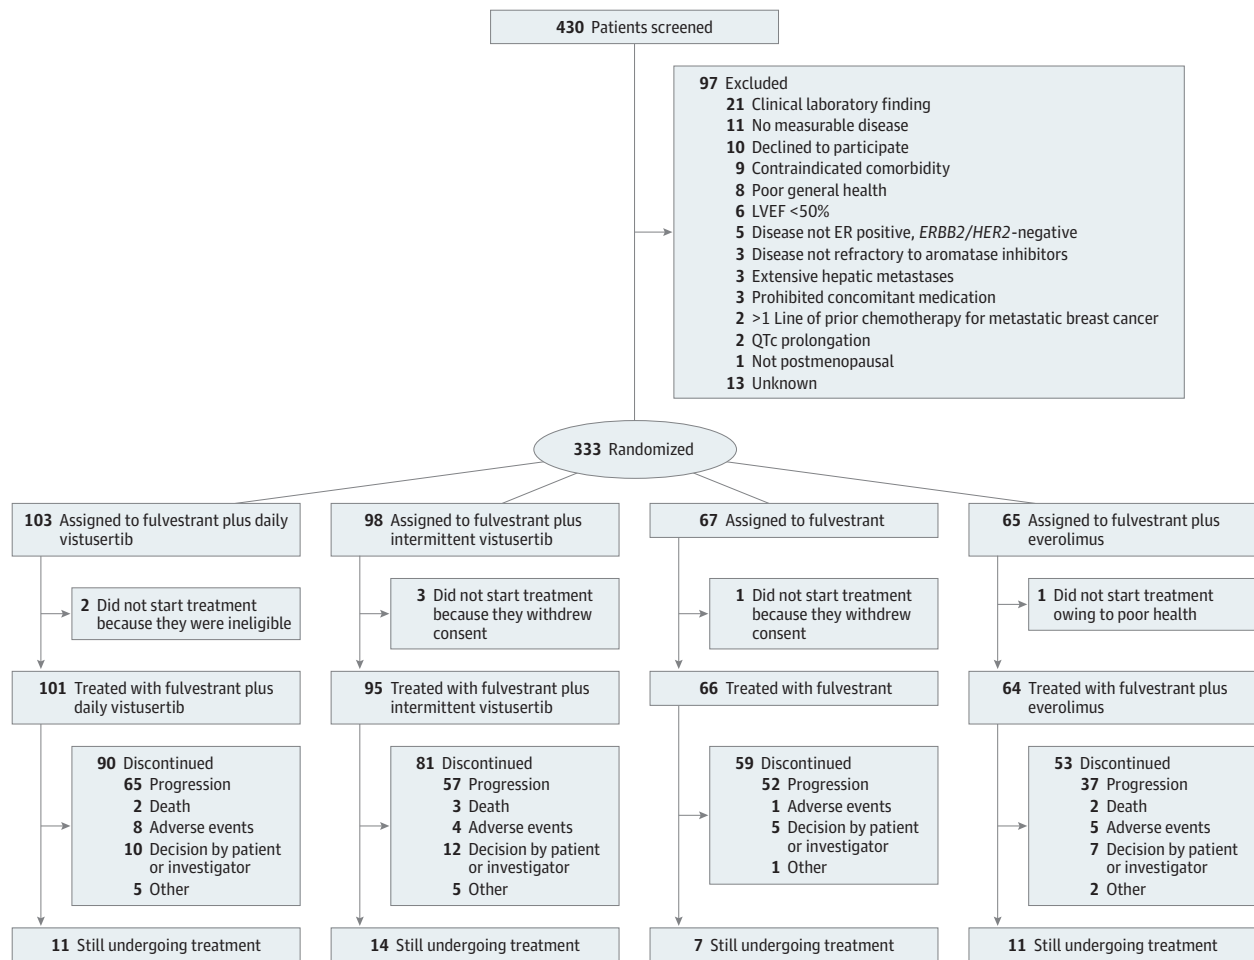 430 Patients screened
97 Excluded
21 Clinical laboratory finding
11 No measurable disease
10 Declined to participate
9 Contraindicated comorbidity
8 Poor general health
6 LVEF <50%
5 Disease not ER positive, ERBB2/HER2-negative
3 Disease not refractory to aromatase inhibitors
3 Extensive hepatic metastases
3 Prohibited concomitant medication
2 >1 Line of prior chemotherapy for metastatic breast cancer
2 QTc prolongation
1 Not postmenopausal
13 Unknown
333 Randomized
103 Assigned to fulvestrant plus daily
vistusertib
98 Assigned to fulvestrant plus
intermittent vistusertib
67 Assigned to fulvestrant
65 Assigned to fulvestrant plus
everolimus
2 Did not start treatment
because they were ineligible
3 Did not start treatment
because they withdrew
consent
1 Did not start treatment
because they withdrew
consent
1 Did not start treatment
owing to poor health
101 Treated with fulvestrant plus
daily vistusertib
95 Treated with fulvestrant plus
intermittent vistusertib
66 Treated with fulvestrant
64 Treated with fulvestrant plus
everolimus
90 Discontinued
65 Progression
2 Death
8 Adverse events
10 Decision by patient
or investigator
5 Other
81 Discontinued
57 Progression
3 Death
4 Adverse events
12 Decision by patient
or investigator
5 Other
59 Discontinued
52 Progression
1 Adverse events
5 Decision by patient
or investigator
1 Other
53 Discontinued
37 Progression
2 Death
5 Adverse events
7 Decision by patient
or investigator
2 Other
11 Still undergoing treatment
14 Still undergoing treatment
7 Still undergoing treatment
11 Still undergoing treatment